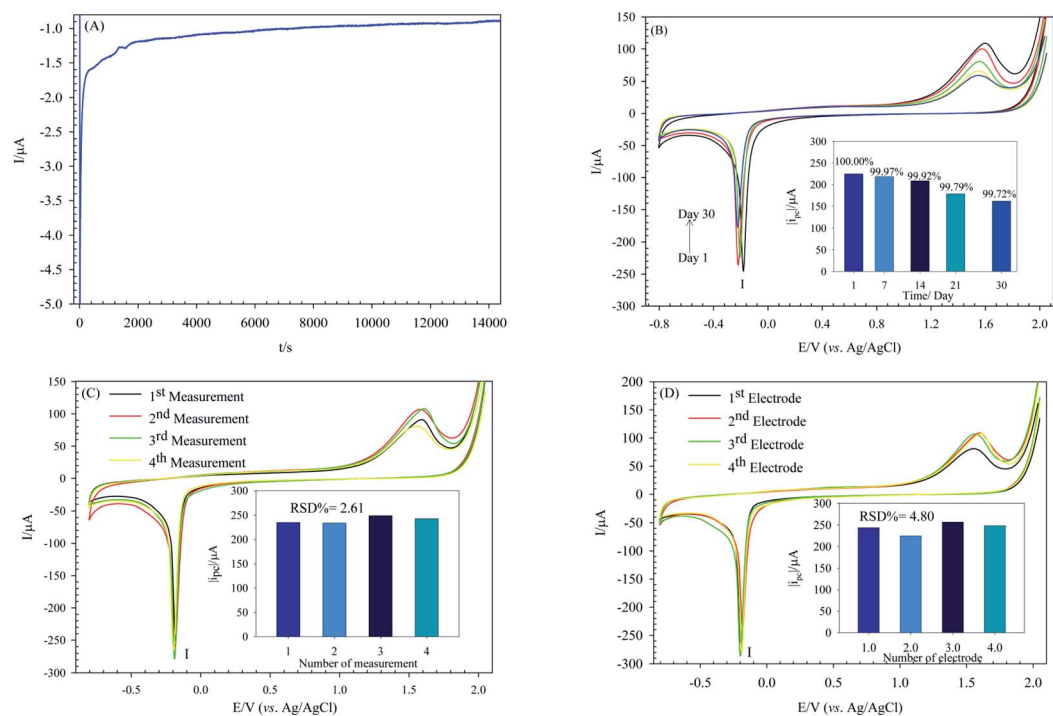 (A)
I/μA
-1.0
-1.5
-2.0
-2.5
-3.0
-3.5
-4.0
-4.5
-5.0
0 2000 4000 6000 8000 10000 12000 14000
t/s
(B)
I/μA
150
100
50
0
-50
-100
-150
-200
-250
-300
Day 30
Day 1
I
|ipc|/μA
250
200
150
100
50
0
100.00% 99.97% 99.92% 99.79% 99.72%
1 7 14 21 30
Time/ Day
-0.8 -0.4 0.0 0.4 0.8 1.2 1.6 2.0
E/V (vs. Ag/AgCl)
(C)
I/μA
150
100
50
0
-50
-100
-150
-200
-250
-300
1st Measurement
2nd Measurement
3rd Measurement
4th Measurement
I
|ipc|/μA
300
250
200
150
100
50
0
RSD%= 2.61
1 2 3 4
Number of measurement
-0.5 0.0 0.5 1.0 1.5 2.0
E/V (vs. Ag/AgCl)
(D)
I/μA
200
150
100
50
0
-50
-100
-150
-200
-250
-300
1st Electrode
2nd Electrode
3rd Electrode
4th Electrode
I
|ipc|/μA
300
250
200
150
100
50
0
RSD%= 4.80
1.0 2.0 3.0 4.0
Number of electrode
-0.5 0.0 0.5 1.0 1.5 2.0
E/V (vs. Ag/AgCl)